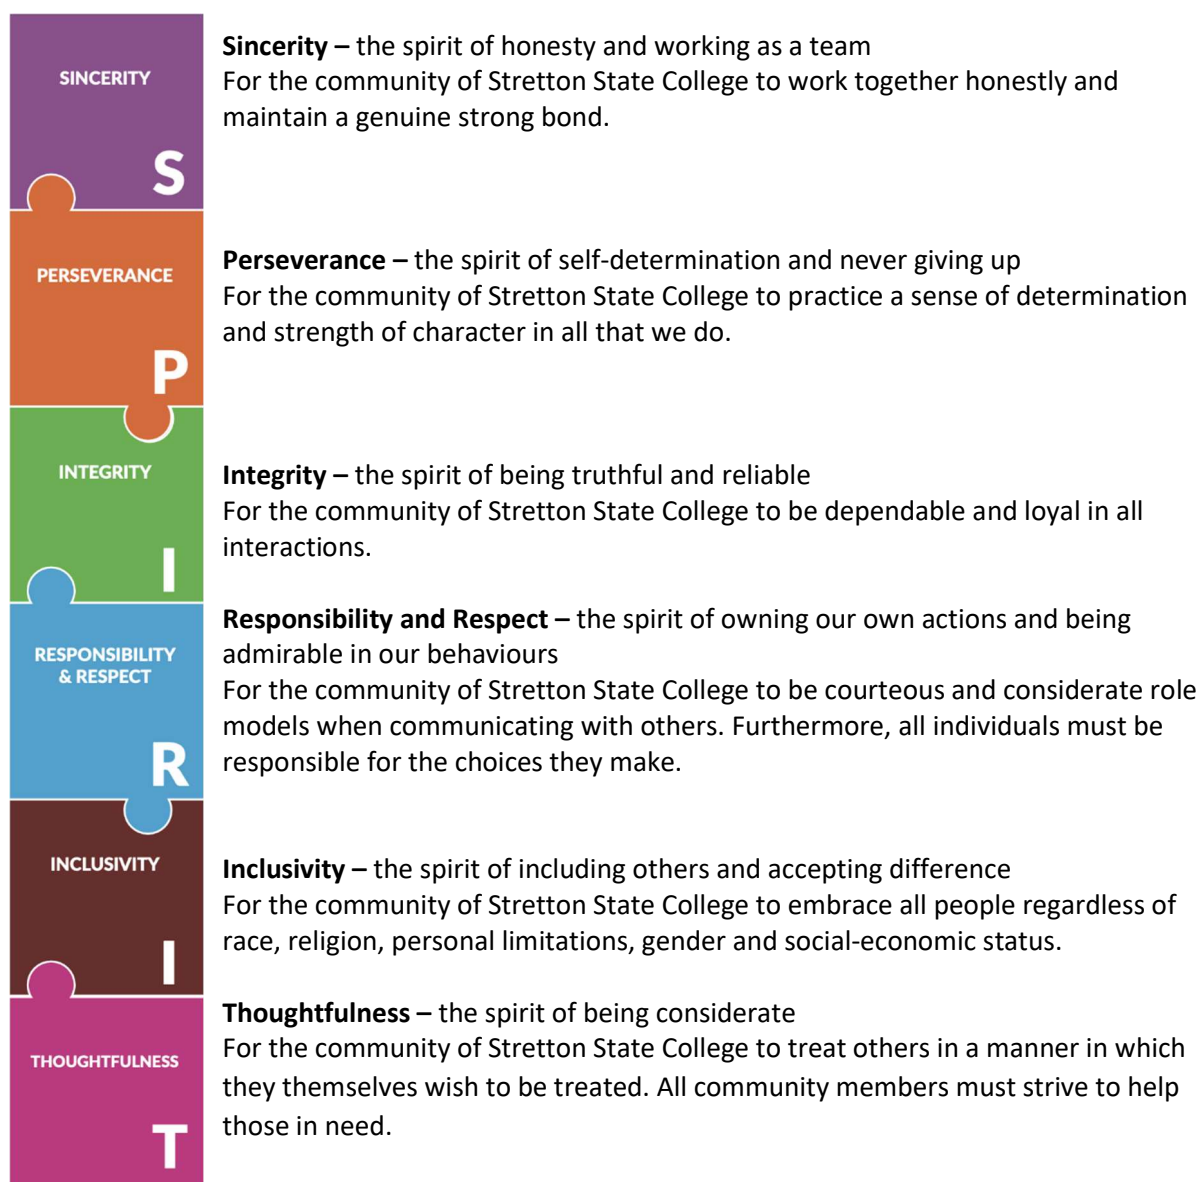 SINCERITY
S
Sincerity – the spirit of honesty and working as a team
For the community of Stretton State College to work together honestly and
maintain a genuine strong bond.
PERSEVERANCE
P
Perseverance – the spirit of self-determination and never giving up
For the community of Stretton State College to practice a sense of determination
and strength of character in all that we do.
INTEGRITY
I
Integrity – the spirit of being truthful and reliable
For the community of Stretton State College to be dependable and loyal in all
interactions.
RESPONSIBILITY
& RESPECT
R
Responsibility and Respect – the spirit of owning our own actions and being
admirable in our behaviours
For the community of Stretton State College to be courteous and considerate role
models when communicating with others. Furthermore, all individuals must be
responsible for the choices they make.
INCLUSIVITY
I
Inclusivity – the spirit of including others and accepting difference
For the community of Stretton State College to embrace all people regardless of
race, religion, personal limitations, gender and social-economic status.
THOUGHTFULNESS
T
Thoughtfulness – the spirit of being considerate
For the community of Stretton State College to treat others in a manner in which
they themselves wish to be treated. All community members must strive to help
those in need.